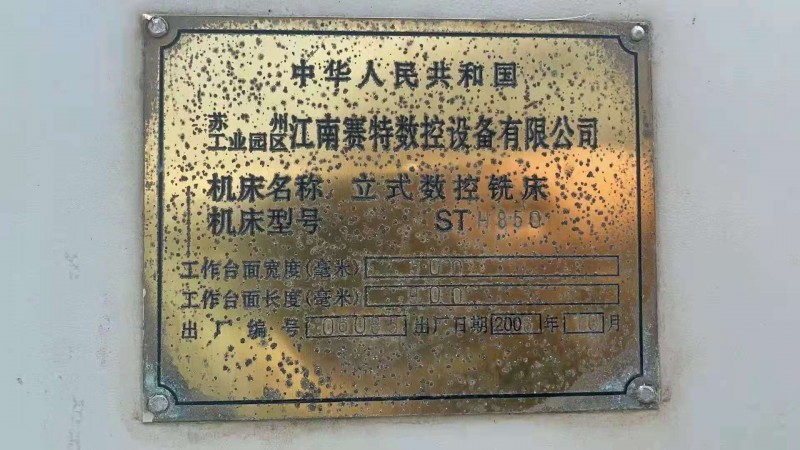 中华人民共和国
苏州工业园区江南赛特数控设备有限公司
机床名称 立式数控铣床
机床型号 STH850
工作台面宽度(毫米)
工作台面长度(毫米) 900
出厂编号 出厂日期 200 年 月